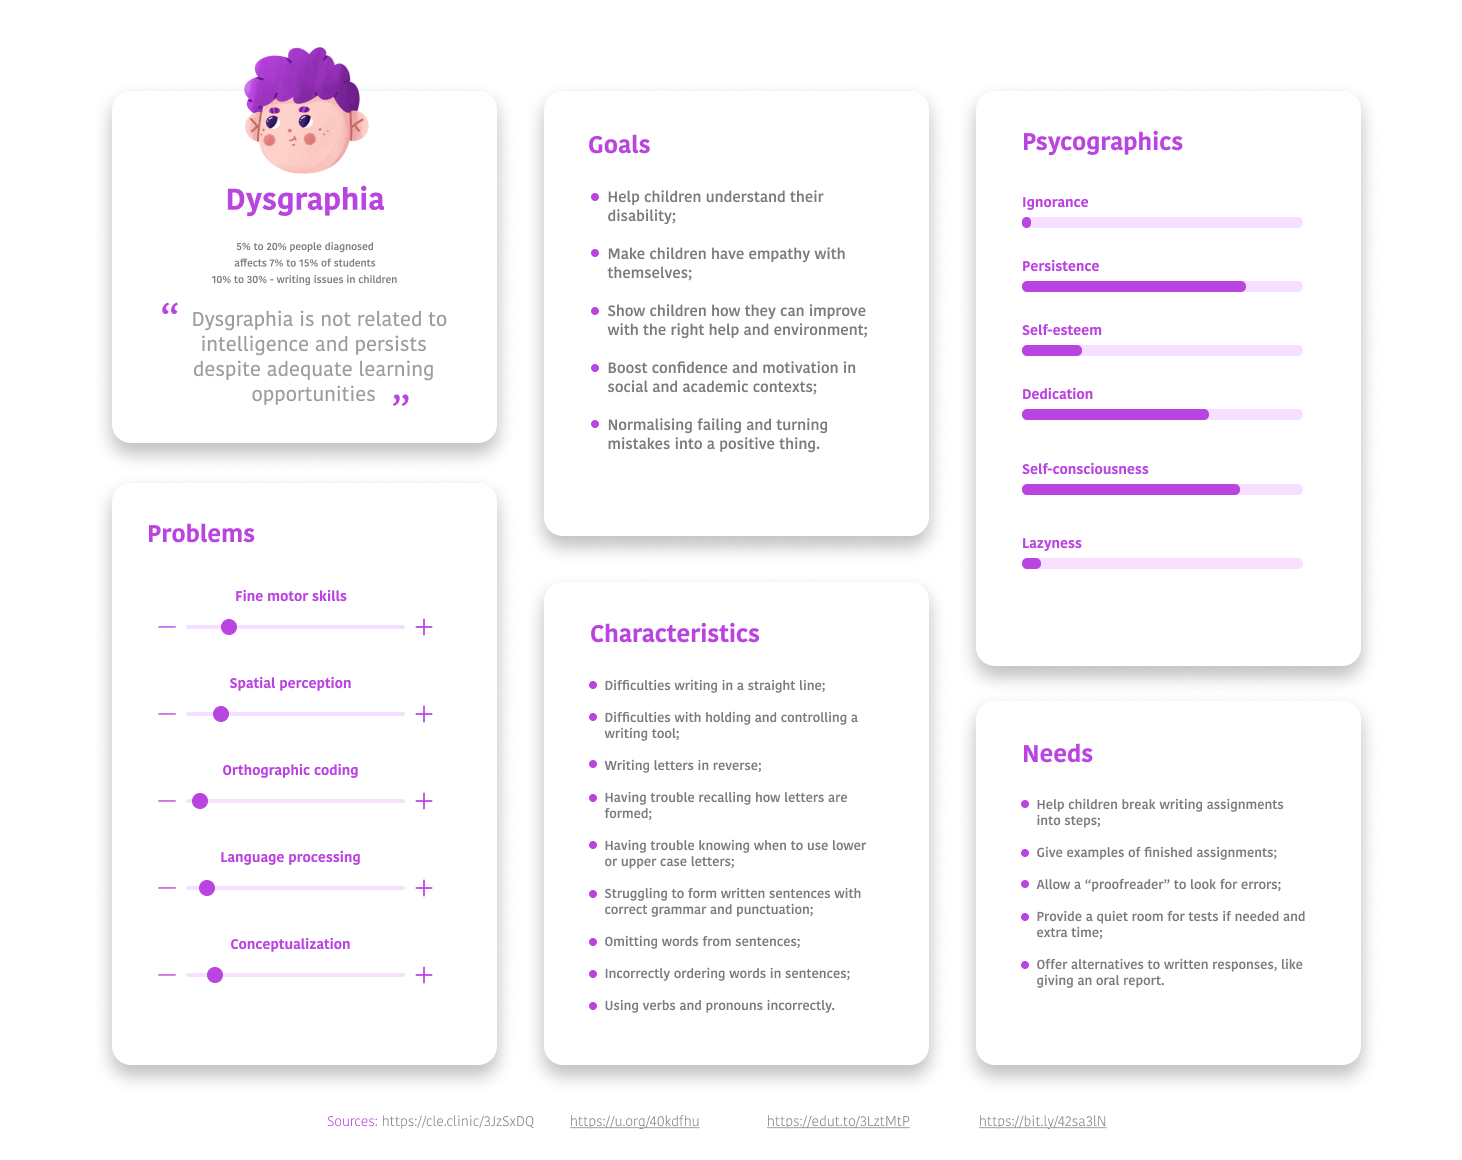 Dysgraphia
5% to 20% people diagnosed
affects 7% to 15% of students
10% to 30% - writing issues in children
“ Dysgraphia is not related to
intelligence and persists
despite adequate learning
opportunities ”
Problems
Fine motor skills
Spatial perception
Orthographic coding
Language processing
Conceptualization
Goals
Help children understand their
disability;
Make children have empathy with
themselves;
Show children how they can improve
with the right help and environment;
Boost confidence and motivation in
social and academic contexts;
Normalising failing and turning
mistakes into a positive thing.
Characteristics
Difficulties writing in a straight line;
Difficulties with holding and controlling a
writing tool;
Writing letters in reverse;
Having trouble recalling how letters are
formed;
Having trouble knowing when to use lower
or upper case letters;
Struggling to form written sentences with
correct grammar and punctuation;
Omitting words from sentences;
Incorrectly ordering words in sentences;
Using verbs and pronouns incorrectly.
Psycographics
Ignorance
Persistence
Self-esteem
Dedication
Self-consciousness
Lazyness
Needs
Help children break writing assignments
into steps;
Give examples of finished assignments;
Allow a “proofreader” to look for errors;
Provide a quiet room for tests if needed and
extra time;
Offer alternatives to written responses, like
giving an oral report.
Sources: https://cle.clinic/3JzSxDQ https://u.org/40kdfhu https://edut.to/3LztMtP https://bit.ly/42sa3lN